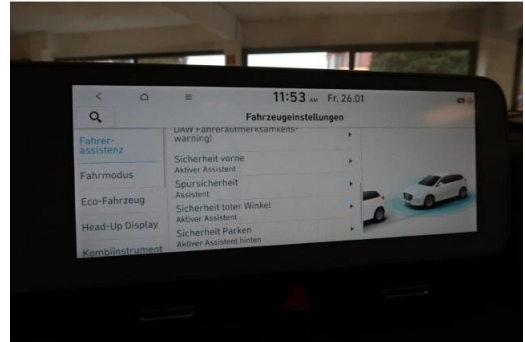 11:53 AM Fr. 26.01
Fahrzeugeinstellungen
Fahrer-
assistenz
Fahrmodus
Eco-Fahrzeug
Head-Up Display
Kombiinstrument
warning)
Sicherheit vorne
Aktiver Assistent
Spursicherheit
Assistent
Sicherheit toter Winkel
Aktiver Assistent
Sicherheit Parken
Aktiver Assistent hinten